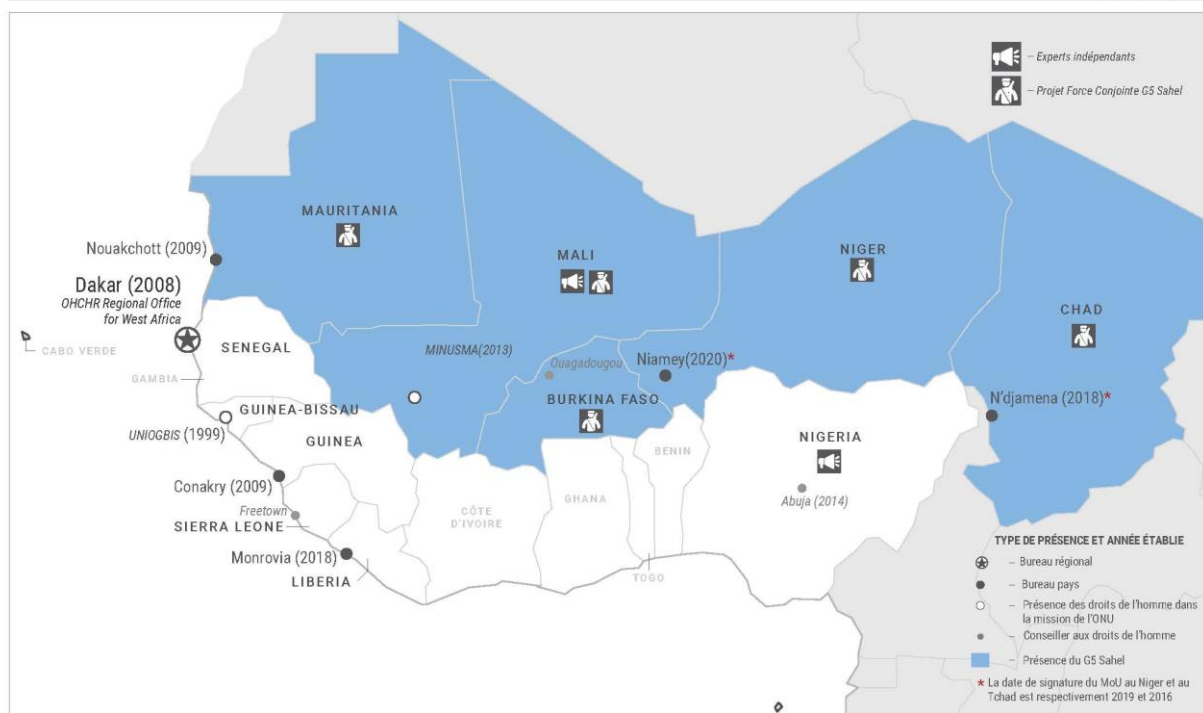 – Experts indépendants
– Projet Force Conjointe G5 Sahel
MAURITANIA
Nouakchott (2009)
MALI
NIGER
Dakar (2008)
OHCHR Regional Office
for West Africa
CHAD
CABO VERDE
SENEGAL
MINUSMA(2013)
Ouagadougou
Niamey(2020)*
GAMBIA
BURKINA FASO
N'djamena (2018)*
GUINEA-BISSAU
UNIOGBIS (1999)
GUINEA
NIGERIA
BENIN
Conakry (2009)
Abuja (2014)
GHANA
CÔTE
D'IVOIRE
Freetown
SIERRA LEONE
Monrovia (2018)
LIBERIA
TOGO
TYPE DE PRÉSENCE ET ANNÉE ÉTABLIE
– Bureau régional
– Bureau pays
– Présence des droits de l'homme dans
la mission de l'ONU
– Conseiller aux droits de l'homme
– Présence du G5 Sahel
* La date de signature du MoU au Niger et au
Tchad est respectivement 2019 et 2016